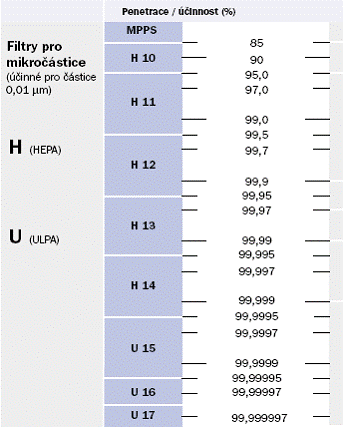 Penetrace / účinnost (%)
MPPS
Filtry pro
mikročástice
(účinné pro částice
0,01 µm)
H (HEPA)
U (ULPA)
H 10
H 11
H 12
H 13
H 14
U 15
U 16
U 17
85
90
95,0
97,0
99,0
99,5
99,7
99,9
99,95
99,97
99,99
99,995
99,997
99,999
99,9995
99,9997
99,9999
99,99995
99,99997
99,999997